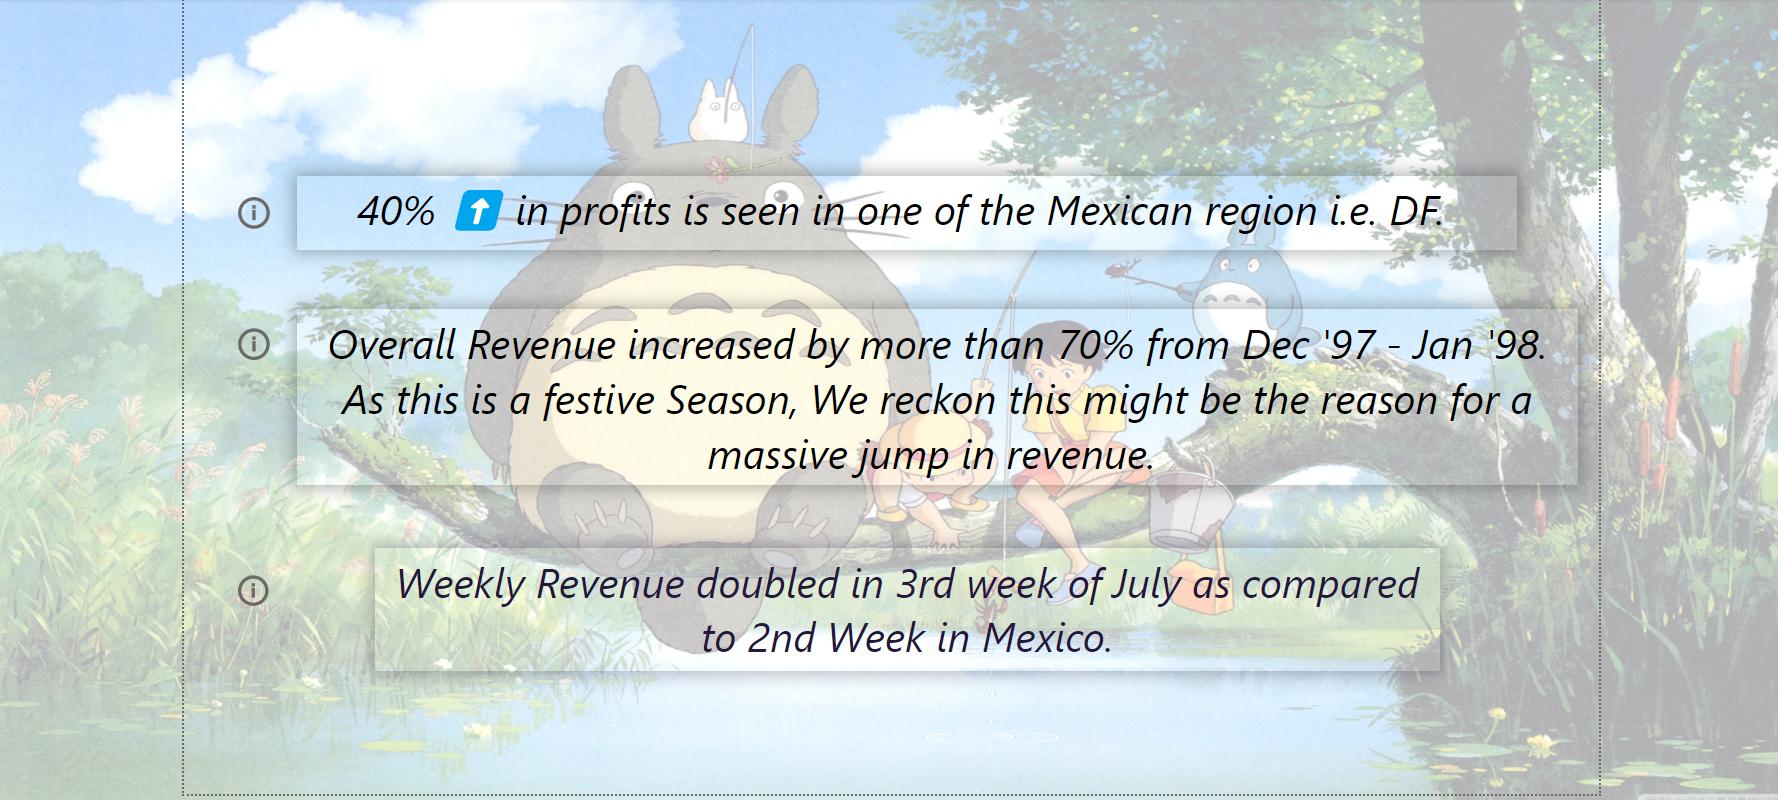 40% ⬆ in profits is seen in one of the Mexican region i.e. DF.
Overall Revenue increased by more than 70% from Dec '97 - Jan '98.
As this is a festive Season, We reckon this might be the reason for a
massive jump in revenue.
Weekly Revenue doubled in 3rd week of July as compared
to 2nd Week in Mexico.